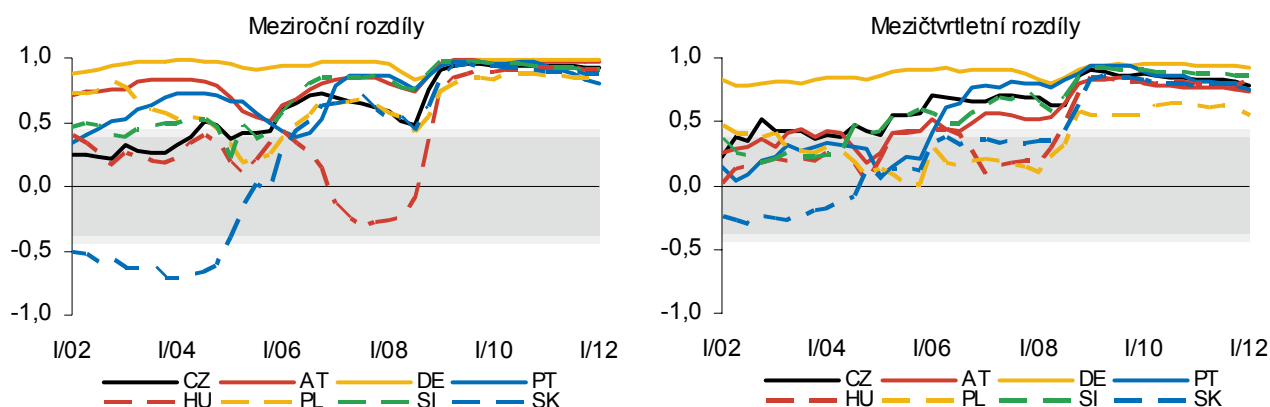 Meziroční rozdíly
1,0
0,5
0,0
-0,5
-1,0
I/02 I/04 I/06 I/08 I/10 I/12
CZ AT DE PT
HU PL SI SK
Mezičtvrtletní rozdíly
1,0
0,5
0,0
-0,5
-1,0
I/02 I/04 I/06 I/08 I/10 I/12
CZ AT DE PT
HU PL SI SK